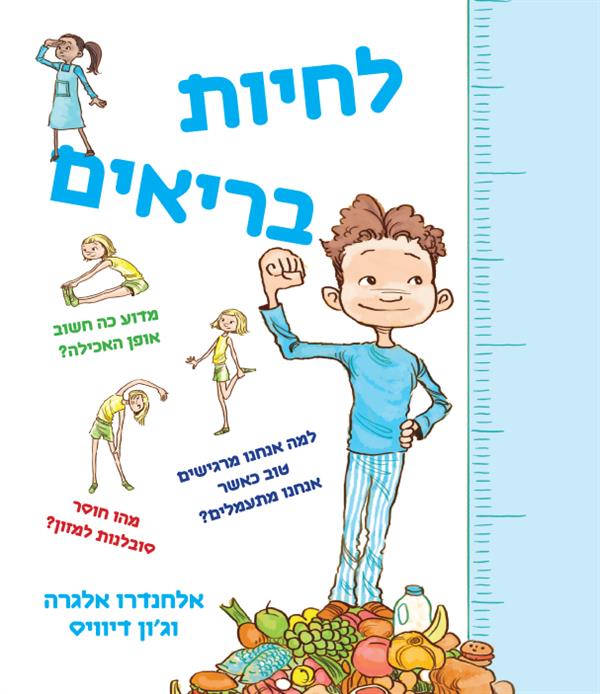 לחיות
בריאים
מדוע כה חשוב
אופן האכילה?
למה אנחנו מרגישים
טוב כאשר
אנחנו מתעמלים?
מהו חוסר
סובלנות למזון?
אלחנדרו אלגרה
וג'ון דיוויס